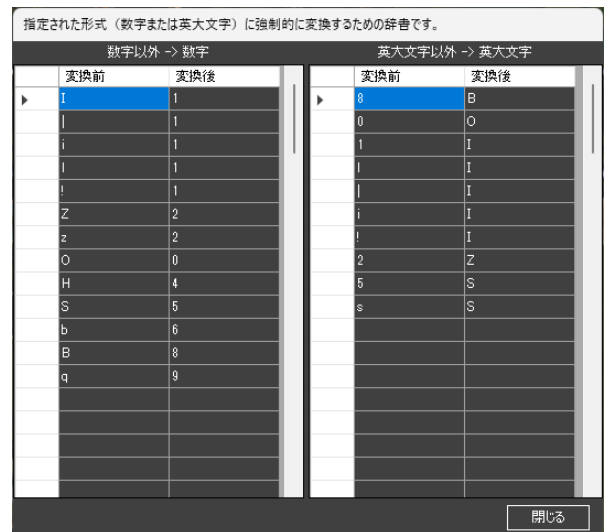 指定された形式（数字または英大文字）に強制的に変換するための辞書です。
数字以外 -> 数字
変換前 変換後
I 1
| 1
i 1
l 1
! 1
Z 2
z 2
O 0
H 4
S 5
b 6
B 8
q 9
英大文字以外 -> 英大文字
変換前 変換後
8 B
0 O
1 I
l I
| I
i I
! I
2 Z
5 S
s S
閉じる